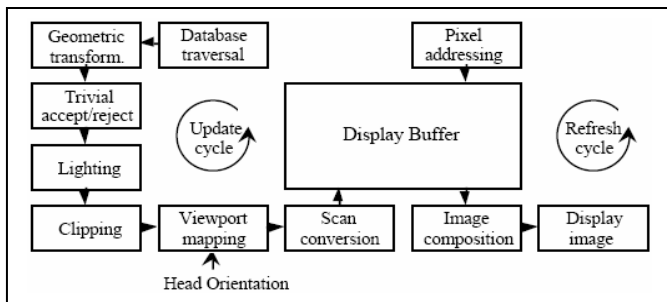 Geometric
transform.
Database
traversal
Pixel
addressing
Trivial
accept/reject
Update
cycle
Display Buffer
Refresh
cycle
Lighting
Clipping
Viewport
mapping
Scan
conversion
Image
composition
Display
image
Head Orientation